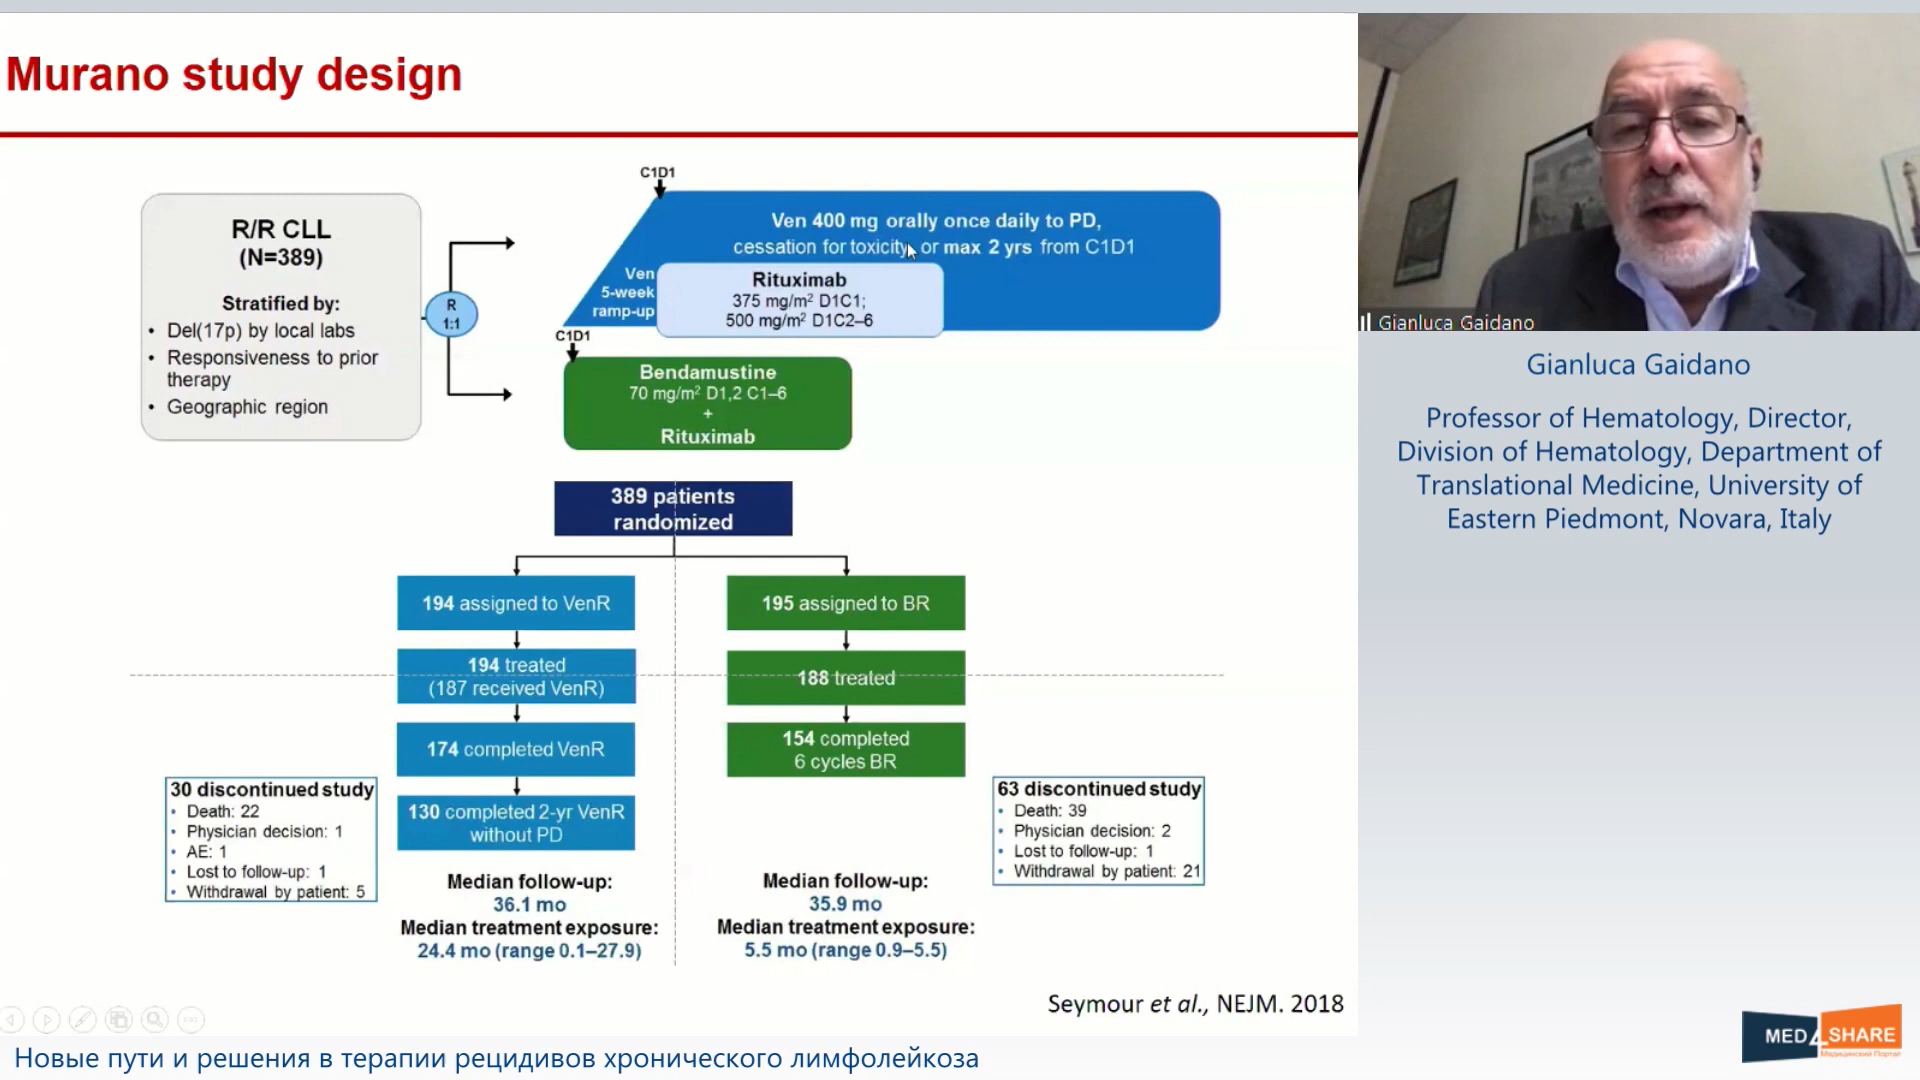 Murano study design
C1D1
R/R CLL
(N=389)
Stratified by:
• Del(17p) by local labs
• Responsiveness to prior
therapy
• Geographic region
R
1:1
Ven 400 mg orally once daily to PD,
cessation for toxicity, or max 2 yrs from C1D1
Ven
5-week
ramp-up
Rituximab
375 mg/m² D1C1;
500 mg/m² D1C2–6
C1D1
Bendamustine
70 mg/m² D1,2 C1–6
+
Rituximab
389 patients
randomized
194 assigned to VenR
195 assigned to BR
194 treated
(187 received VenR)
188 treated
174 completed VenR
154 completed
6 cycles BR
130 completed 2-yr VenR
without PD
30 discontinued study
• Death: 22
• Physician decision: 1
• AE: 1
• Lost to follow-up: 1
• Withdrawal by patient: 5
63 discontinued study
• Death: 39
• Physician decision: 2
• Lost to follow-up: 1
• Withdrawal by patient: 21
Median follow-up:
36.1 mo
Median treatment exposure:
24.4 mo (range 0.1–27.9)
Median follow-up:
35.9 mo
Median treatment exposure:
5.5 mo (range 0.9–5.5)
Seymour et al., NEJM. 2018
Новые пути и решения в терапии рецидивов хронического лимфолейкоза
Gianluca Gaidano
Gianluca Gaidano
Professor of Hematology, Director,
Division of Hematology, Department of
Translational Medicine, University of
Eastern Piedmont, Novara, Italy
MED4SHARE
Медицинский Портал